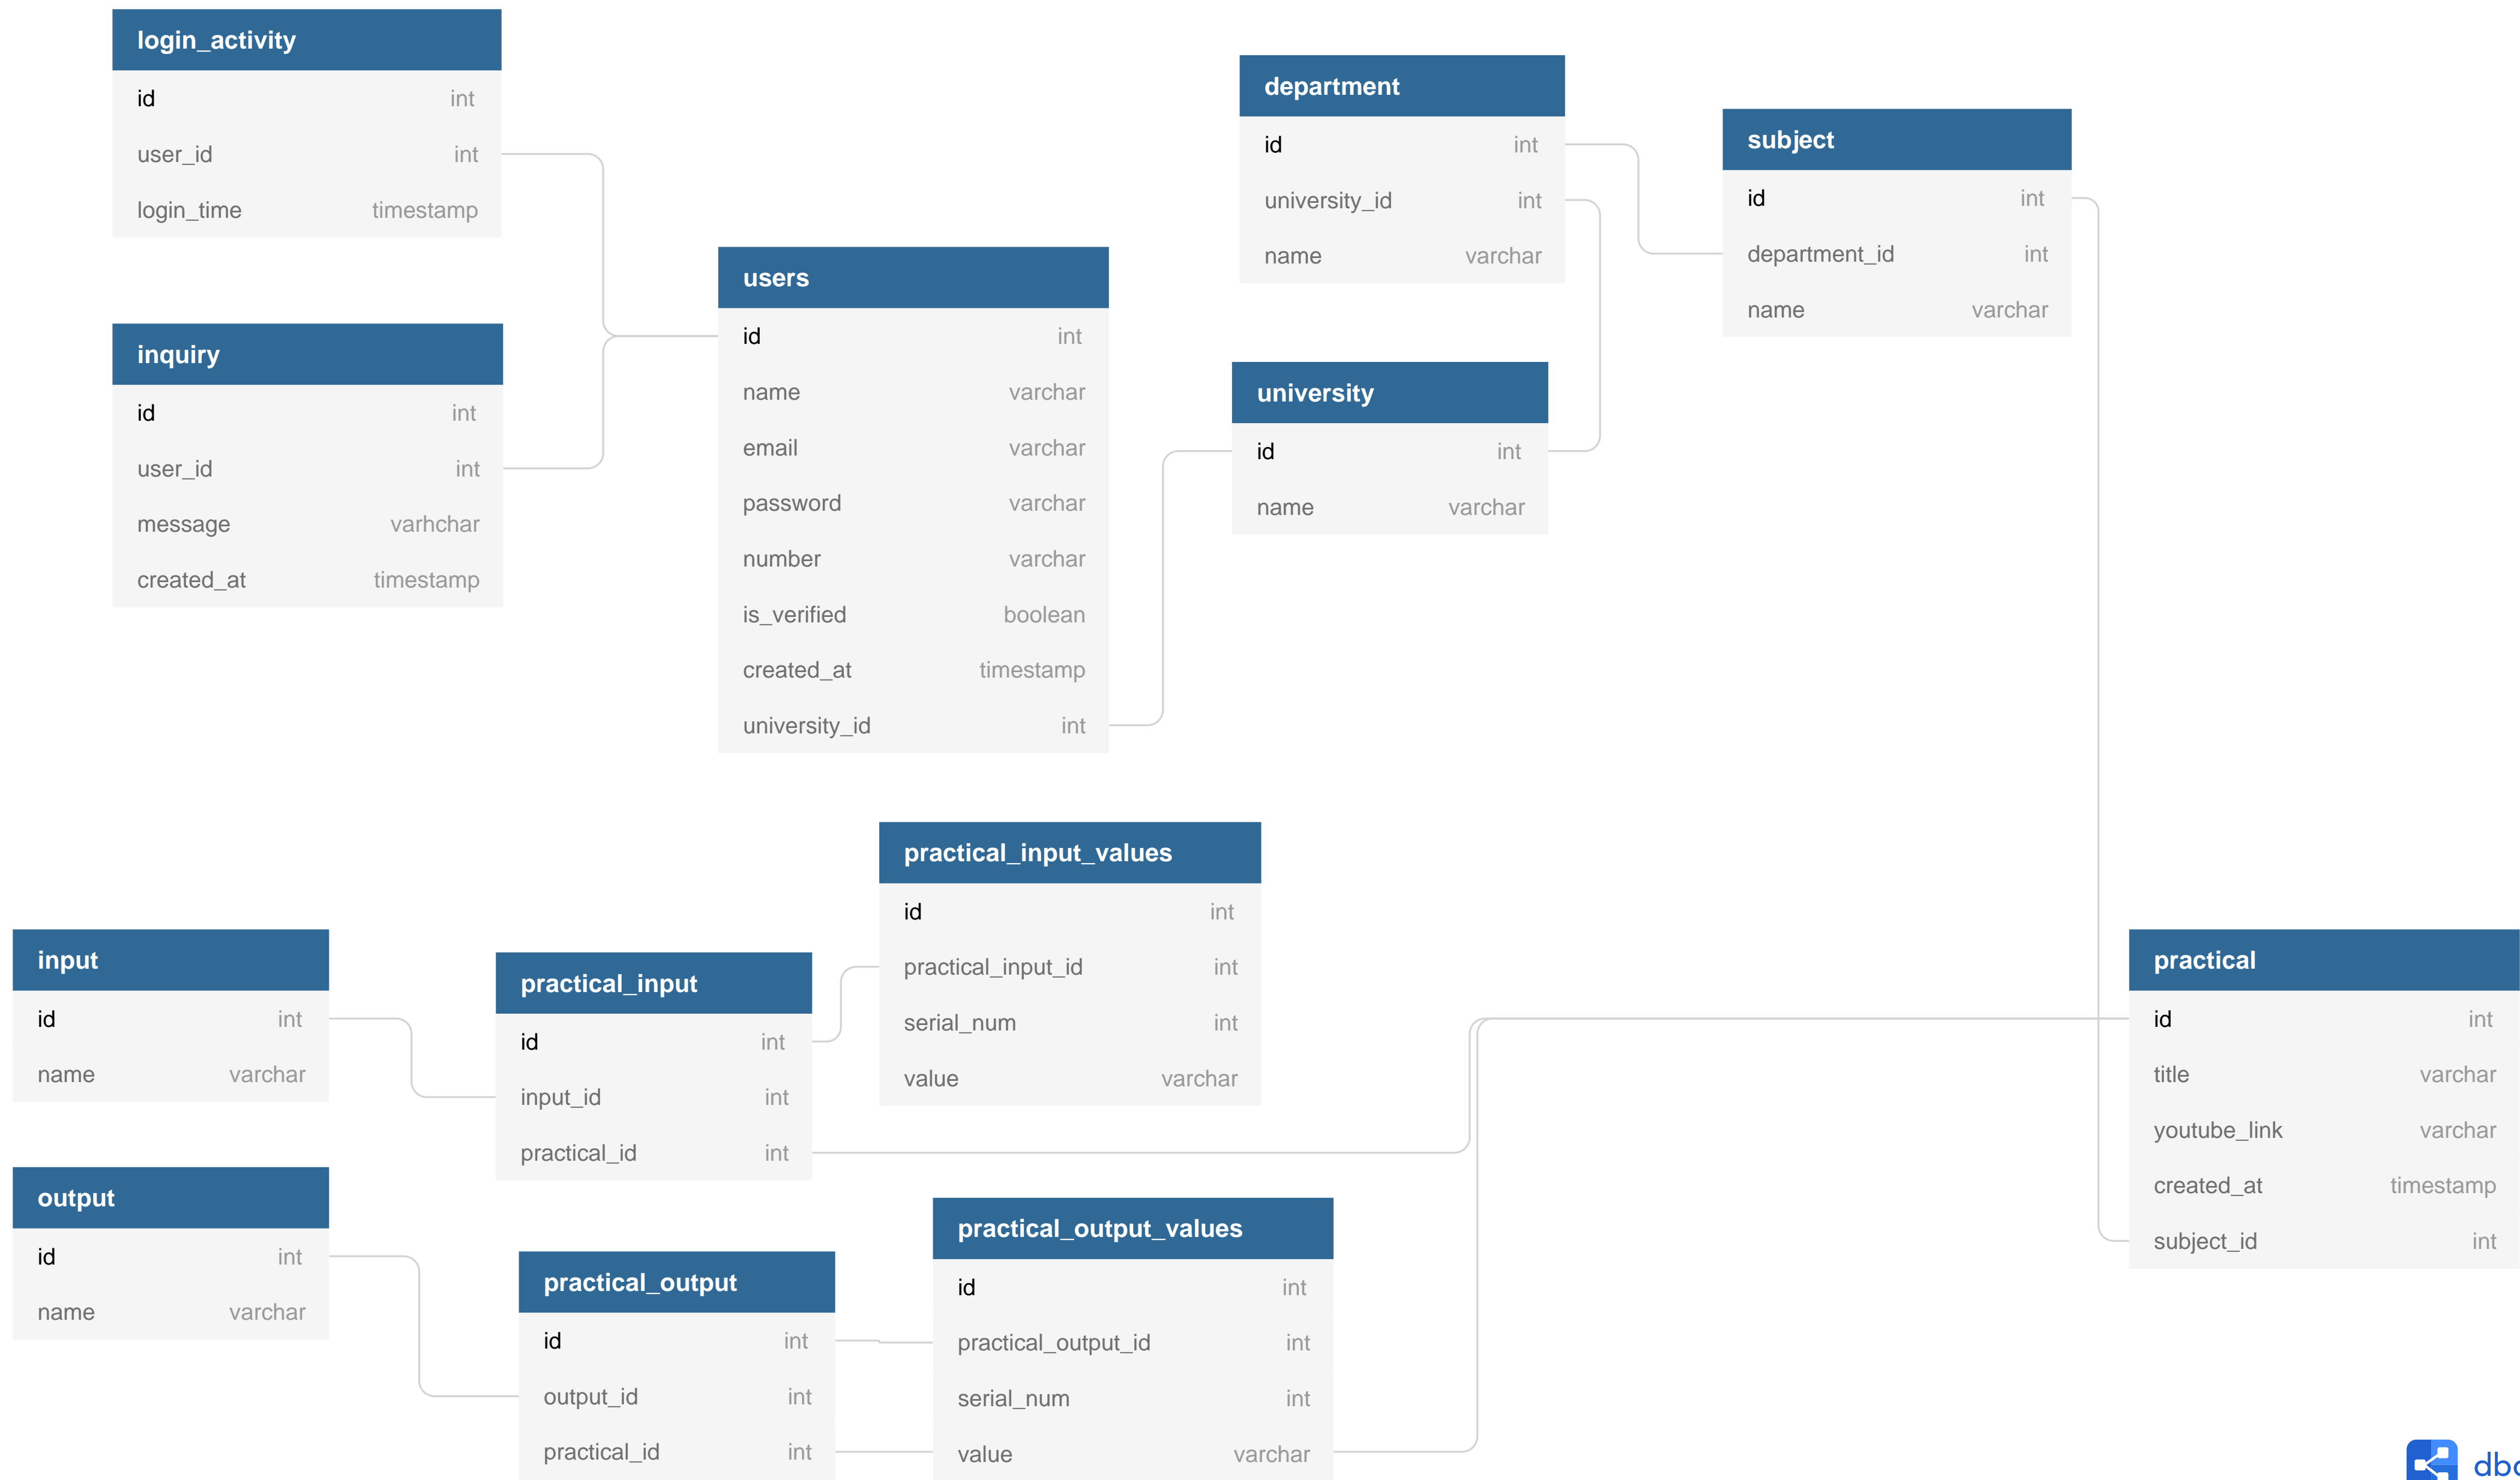 login_activity
id int
user_id int
login_time timestamp
inquiry
id int
user_id int
message varhchar
created_at timestamp
users
id int
name varchar
email varchar
password varchar
number varchar
is_verified boolean
created_at timestamp
university_id int
department
id int
university_id int
name varchar
university
id int
name varchar
subject
id int
department_id int
name varchar
input
id int
name varchar
output
id int
name varchar
practical_input
id int
input_id int
practical_id int
practical_input_values
id int
practical_input_id int
serial_num int
value varchar
practical_output
id int
output_id int
practical_id int
practical_output_values
id int
practical_output_id int
serial_num int
value varchar
practical
id int
title varchar
youtube_link varchar
created_at timestamp
subject_id int